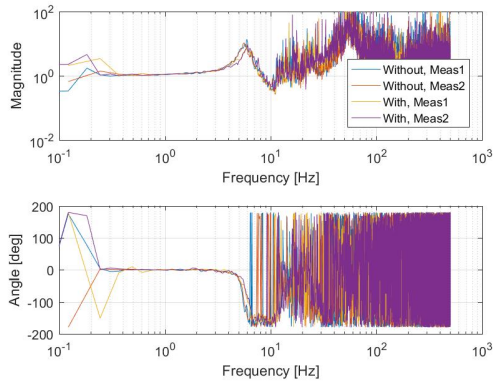 10^2
10^0
10^-2
Magnitude
Without, Meas1
Without, Meas2
With, Meas1
With, Meas2
10^-1 10^0 10^1 10^2 10^3
Frequency [Hz]
200
100
0
-100
-200
Angle [deg]
10^-1 10^0 10^1 10^2 10^3
Frequency [Hz]